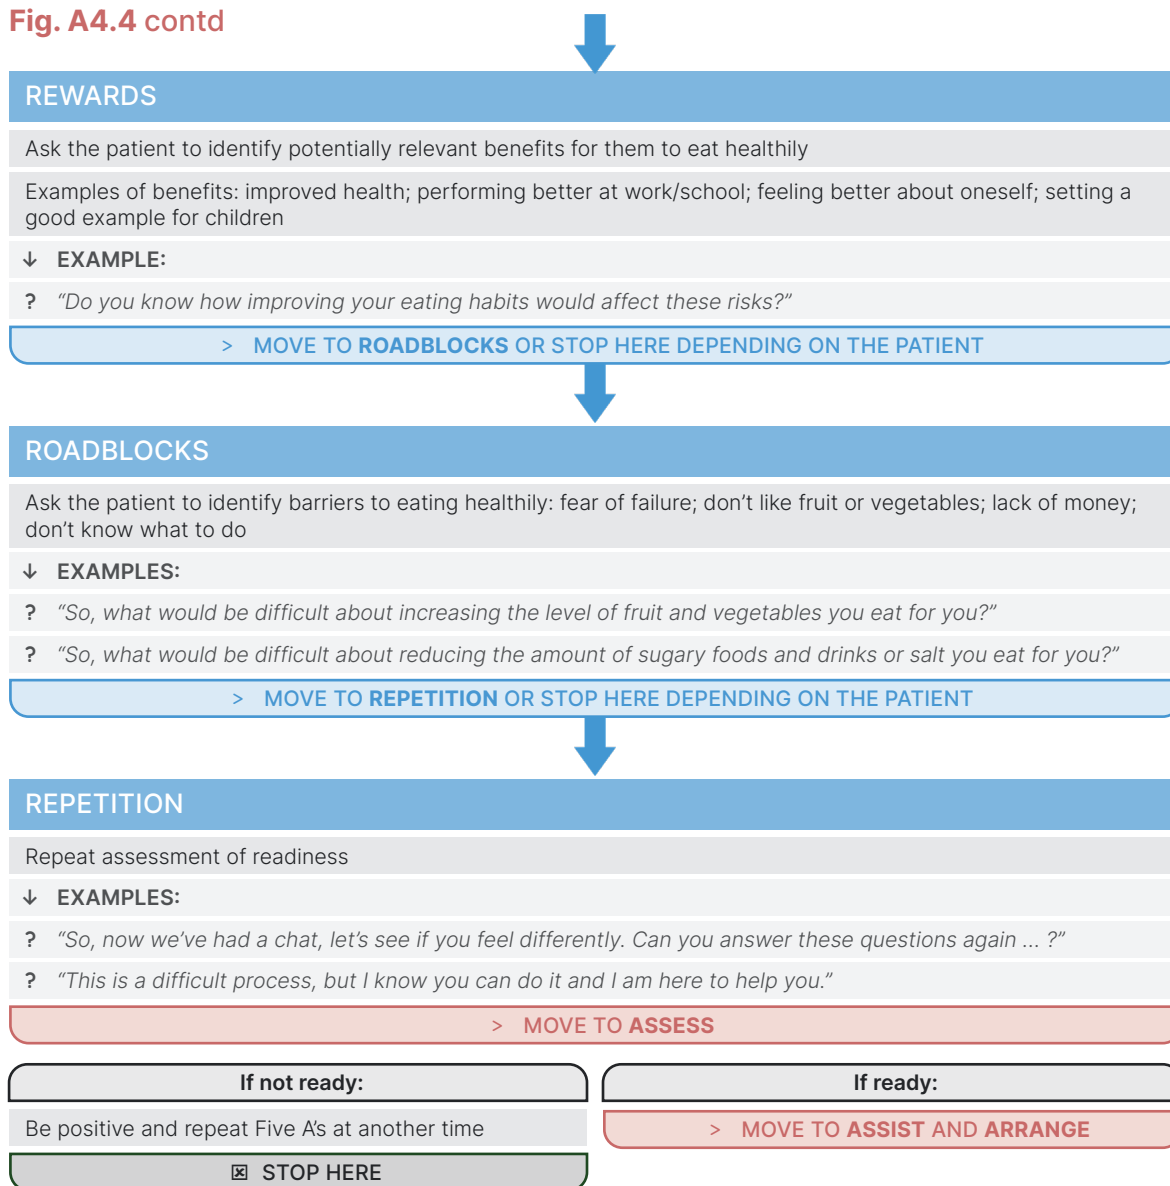 Fig. A4.4 contd
REWARDS
Ask the patient to identify potentially relevant benefits for them to eat healthily
Examples of benefits: improved health; performing better at work/school; feeling better about oneself; setting a
good example for children
↓ EXAMPLE:
? “Do you know how improving your eating habits would affect these risks?”
> MOVE TO ROADBLOCKS OR STOP HERE DEPENDING ON THE PATIENT
ROADBLOCKS
Ask the patient to identify barriers to eating healthily: fear of failure; don’t like fruit or vegetables; lack of money;
don’t know what to do
↓ EXAMPLES:
? “So, what would be difficult about increasing the level of fruit and vegetables you eat for you?”
? “So, what would be difficult about reducing the amount of sugary foods and drinks or salt you eat for you?”
> MOVE TO REPETITION OR STOP HERE DEPENDING ON THE PATIENT
REPETITION
Repeat assessment of readiness
↓ EXAMPLES:
? “So, now we’ve had a chat, let’s see if you feel differently. Can you answer these questions again ... ?”
? “This is a difficult process, but I know you can do it and I am here to help you.”
> MOVE TO ASSESS
If not ready:
Be positive and repeat Five A’s at another time
☒ STOP HERE
If ready:
> MOVE TO ASSIST AND ARRANGE